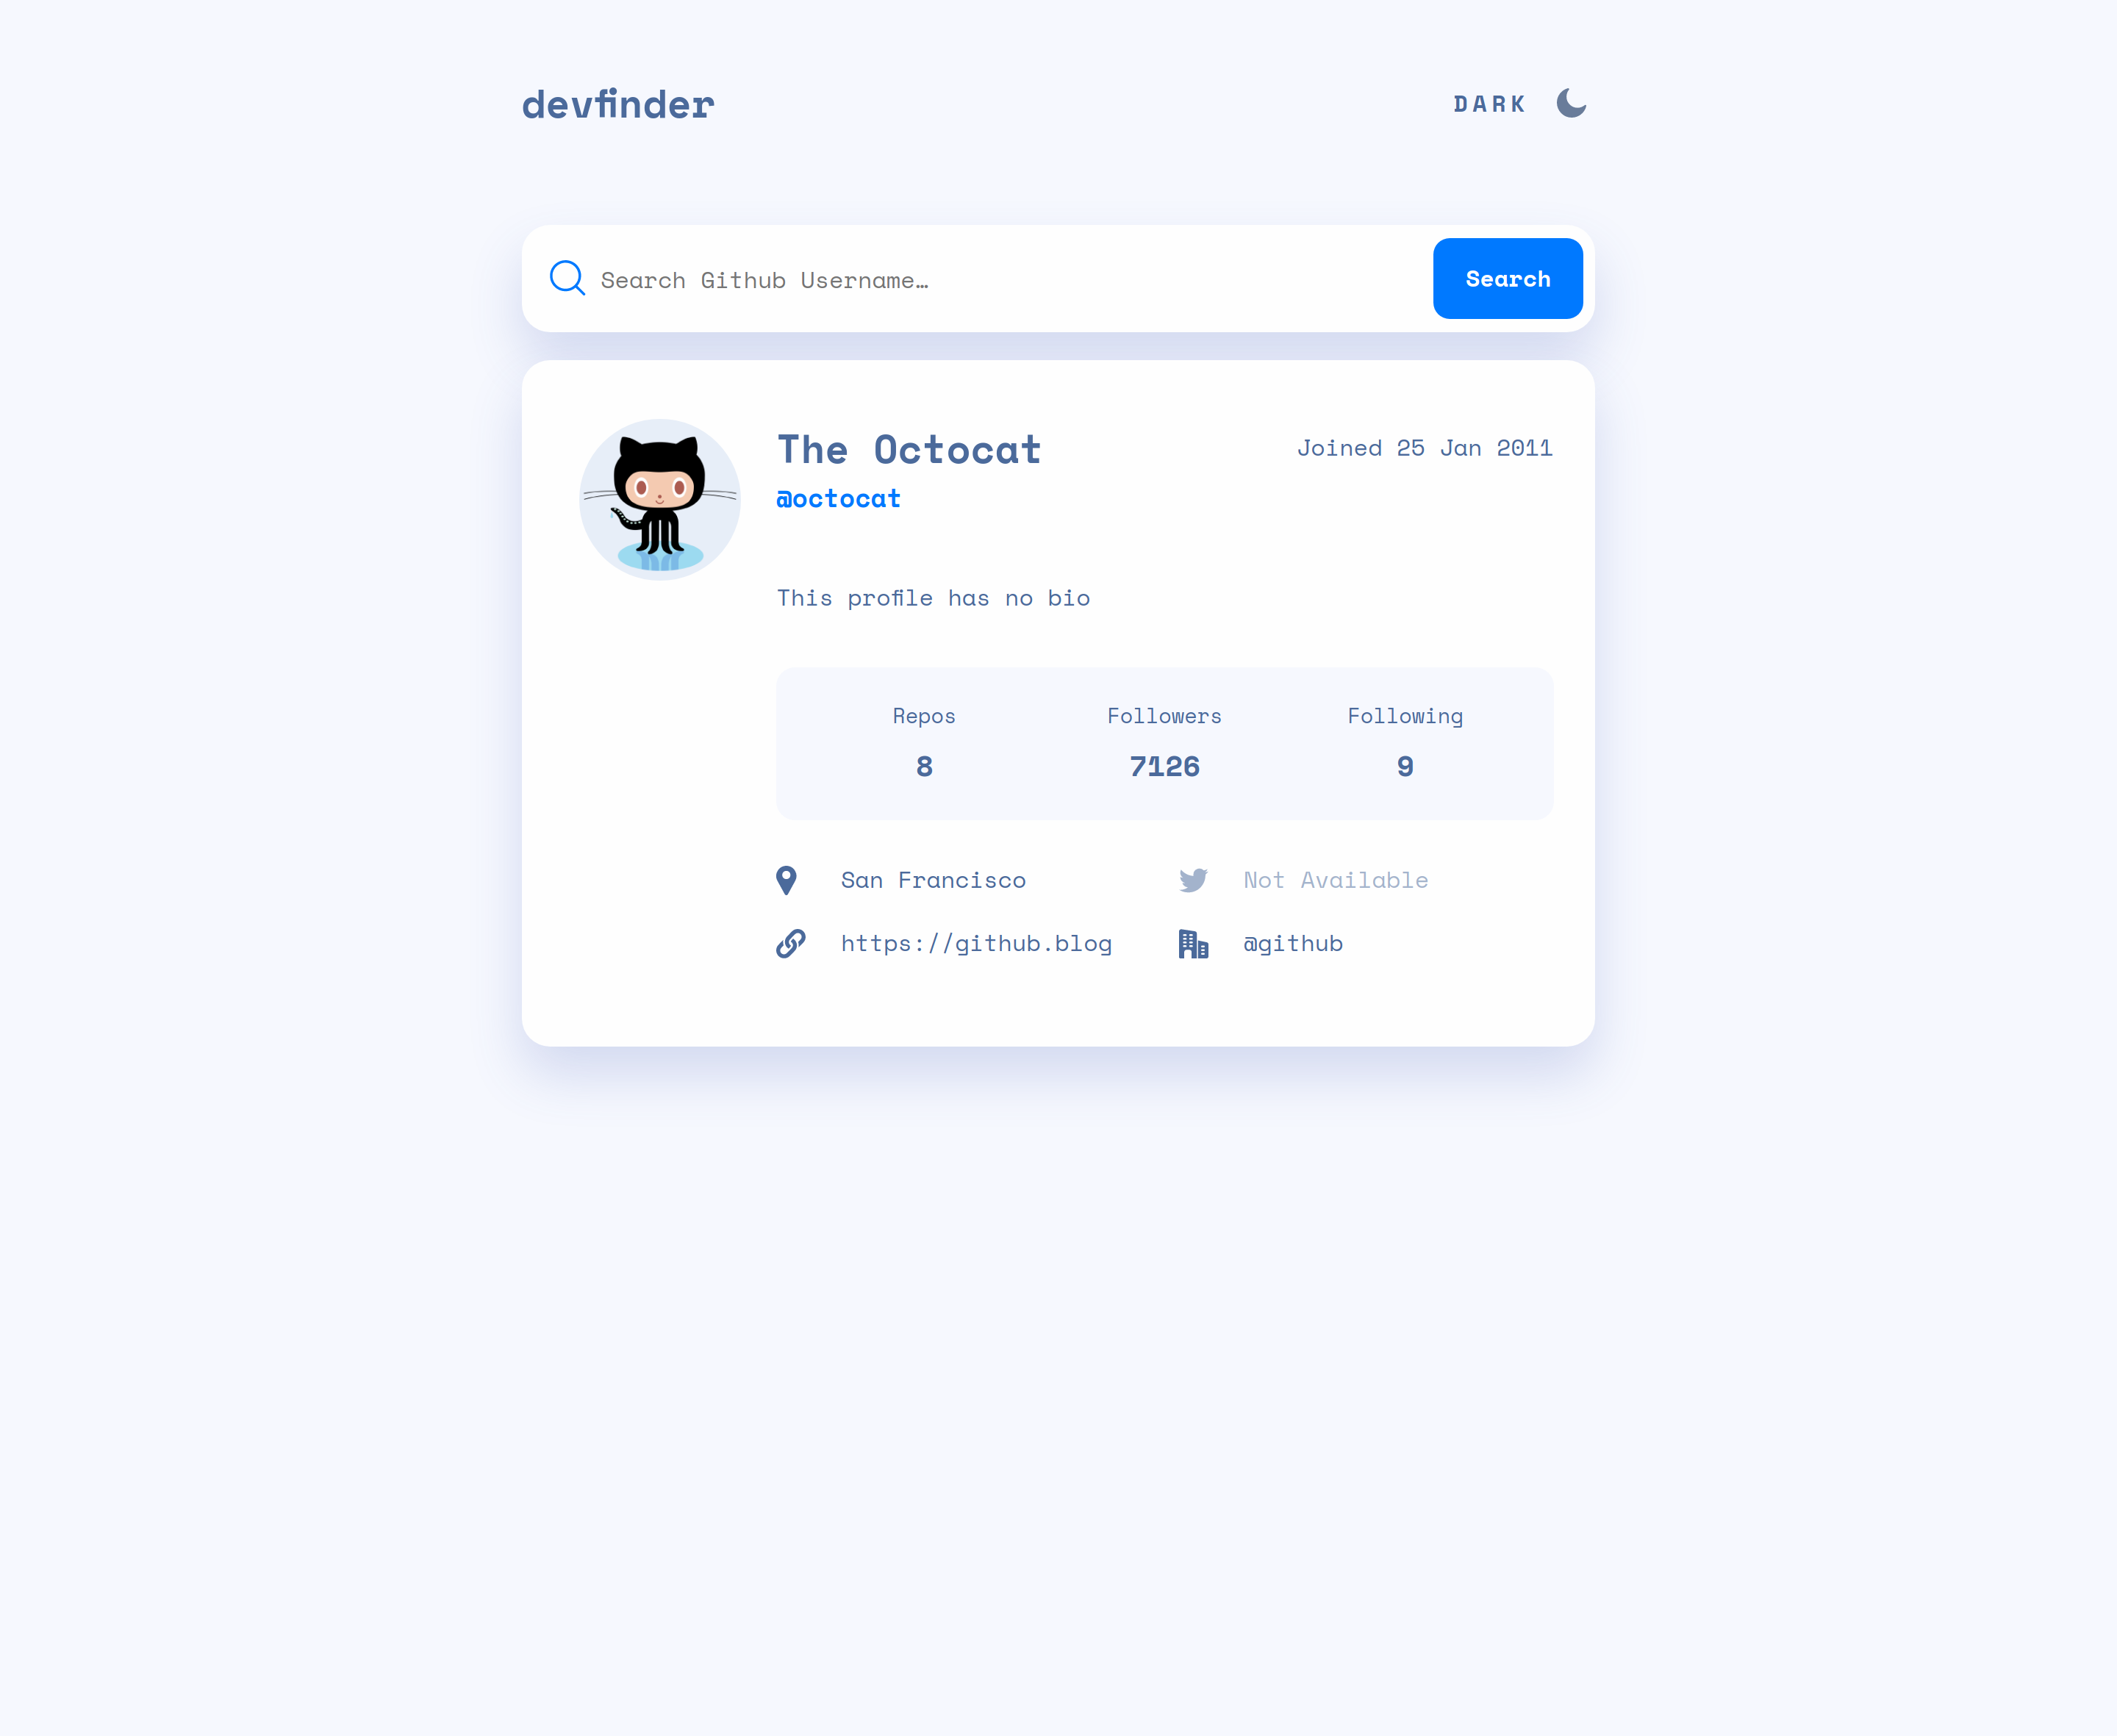 devfinder
DARK
Search Github Username…
Search
The Octocat
Joined 25 Jan 2011
@octocat
This profile has no bio
Repos Followers Following
8 7126 9
San Francisco
Not Available
https://github.blog
@github